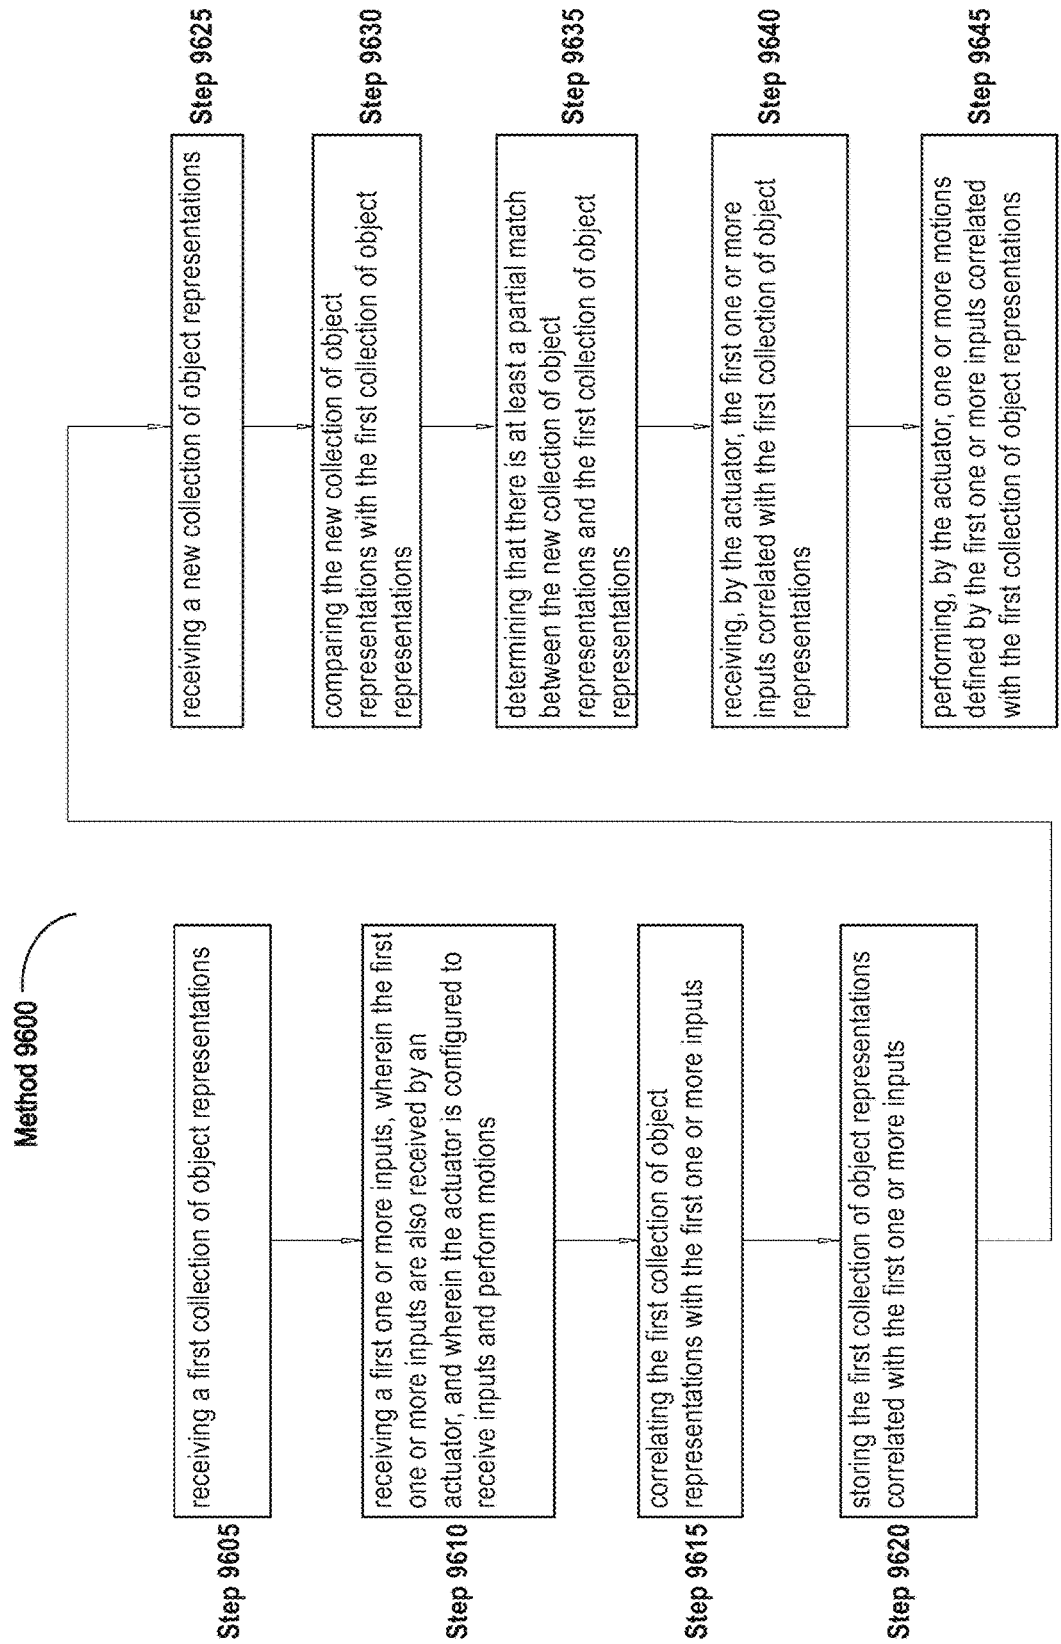 Method 9600
Step 9605
receiving a first collection of object representations
Step 9610
receiving a first one or more inputs, wherein the first
one or more inputs are also received by an
actuator, and wherein the actuator is configured to
receive inputs and perform motions
Step 9615
correlating the first collection of object
representations with the first one or more inputs
Step 9620
storing the first collection of object representations
correlated with the first one or more inputs
Step 9625
receiving a new collection of object representations
Step 9630
comparing the new collection of object
representations with the first collection of object
representations
Step 9635
determining that there is at least a partial match
between the new collection of object
representations and the first collection of object
representations
Step 9640
receiving, by the actuator, the first one or more
inputs correlated with the first collection of object
representations
Step 9645
performing, by the actuator, one or more motions
defined by the first one or more inputs correlated
with the first collection of object representations